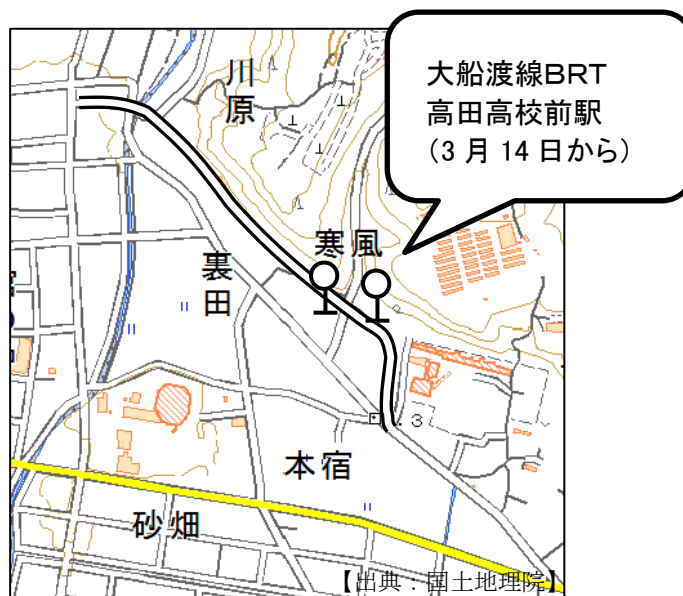 大船渡線BRT
高田高校前駅
(3月14日から)
川原
寒風
裏田
.3
本宿
砂畑
【出典:国土地理院】